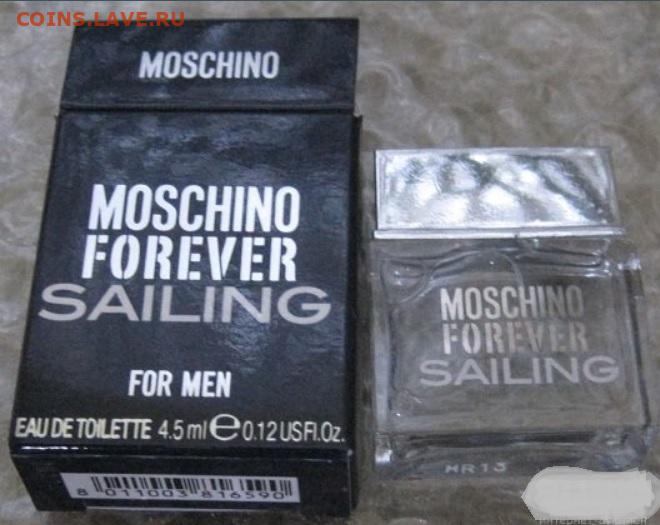 COINS.LAVE.RU
MOSCHINO
MOSCHINO
FOREVER
SAILING
FOR MEN
EAU DE TOILETTE 4.5 ml e 0.12 US Fl.Oz.
8 011003 816590
MOSCHINO
FOREVER
SAILING
HR13